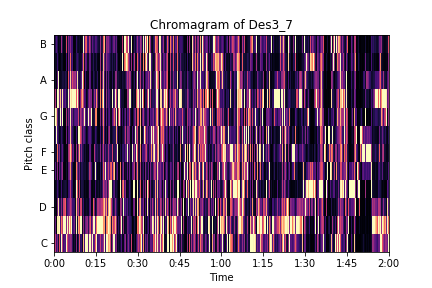 Chromagram of Des3_7
B
A
G
F
E
D
C
Pitch class
0:00 0:15 0:30 0:45 1:00 1:15 1:30 1:45 2:00
Time